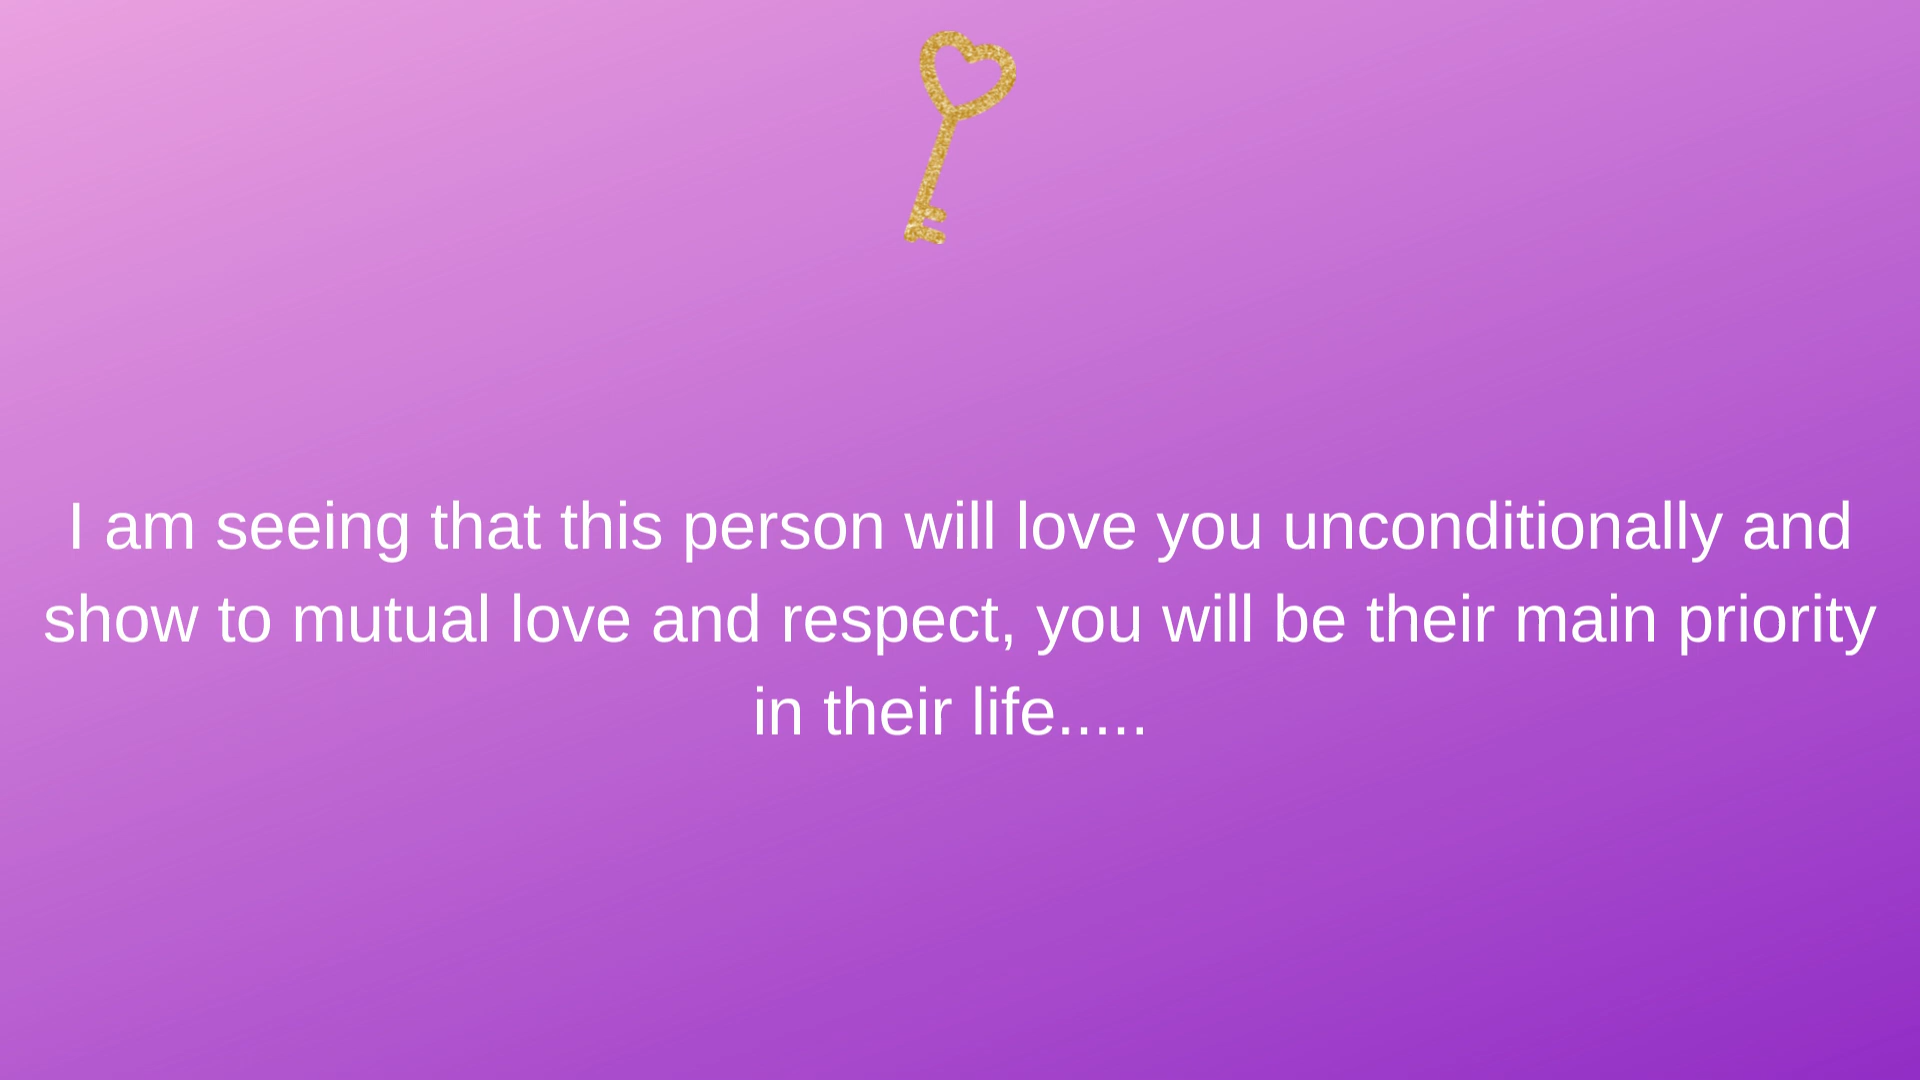 I am seeing that this person will love you unconditionally and
show to mutual love and respect, you will be their main priority
in their life.....